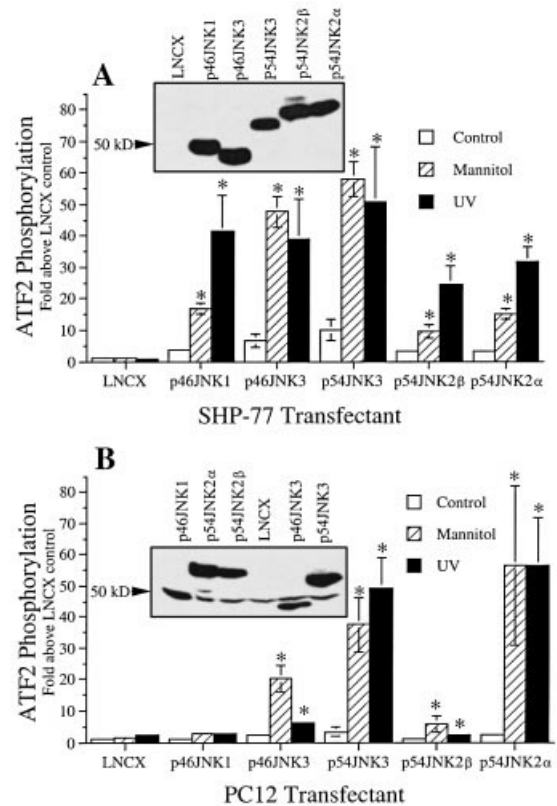 A
LNCX
p46JNK1
p46JNK3
P54JNK3
p54JNK2β
p54JNK2α
50 kD
Control
Mannitol
UV
ATF2 Phosphorylation
Fold above LNCX control
80
70
60
50
40
30
20
10
0
* * * * * * * * * *
LNCX p46JNK1 p46JNK3 p54JNK3 p54JNK2β p54JNK2α
SHP-77 Transfectant
B
p46JNK1
p54JNK2α
p54JNK2β
LNCX
p46JNK3
p54JNK3
50 kD
Control
Mannitol
UV
ATF2 Phosphorylation
Fold above LNCX control
80
70
60
50
40
30
20
10
0
* * * * * * * *
LNCX p46JNK1 p46JNK3 p54JNK3 p54JNK2β p54JNK2α
PC12 Transfectant